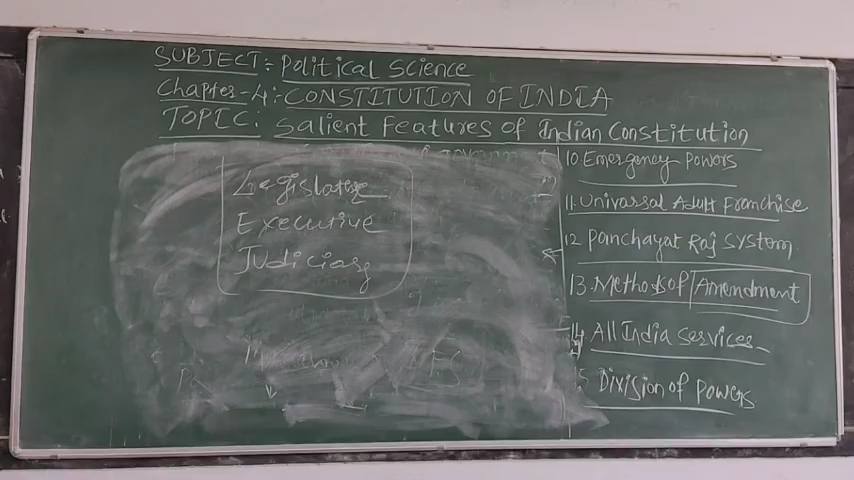 SUBJECT:- Political Science
Chapter-4:- CONSTITUTION OF INDIA
TOPIC: Salient Features of Indian Constitution
Legislature
Executive
Judiciary
10 Emergency Powers
11. Universal Adult Franchise
12 Panchayat Raj System
13. Methods of Amendment
14 All India Services
5 Division of Powers